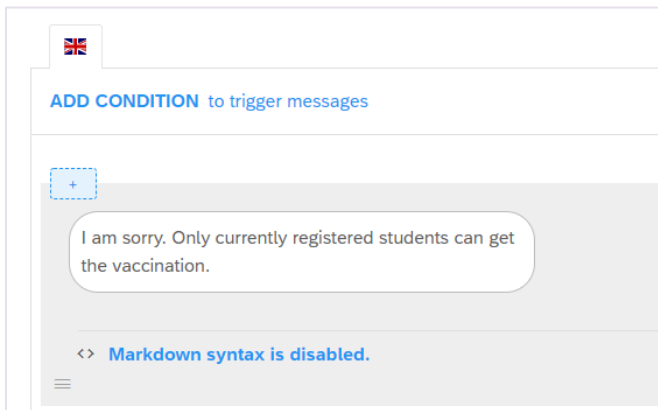 ADD CONDITION to trigger messages
+
I am sorry. Only currently registered students can get
the vaccination.
<> Markdown syntax is disabled.